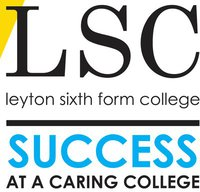 LSC
leyton sixth form college
SUCCESS
AT A CARING COLLEGE